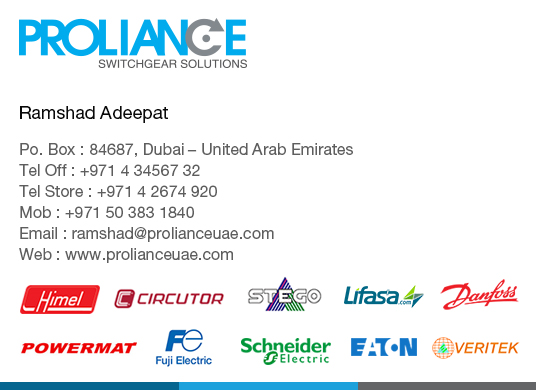 PROLIANCE
SWITCHGEAR SOLUTIONS
Ramshad Adeepat
Po. Box : 84687, Dubai – United Arab Emirates
Tel Off : +971 4 34567 32
Tel Store : +971 4 2674 920
Mob : +971 50 383 1840
Email : ramshad@prolianceuae.com
Web : www.prolianceuae.com
Himel CIRCUTOR STEGO Lifasa.com Danfoss
POWERMAT Fe Fuji Electric Schneider Electric EATON VERITEK